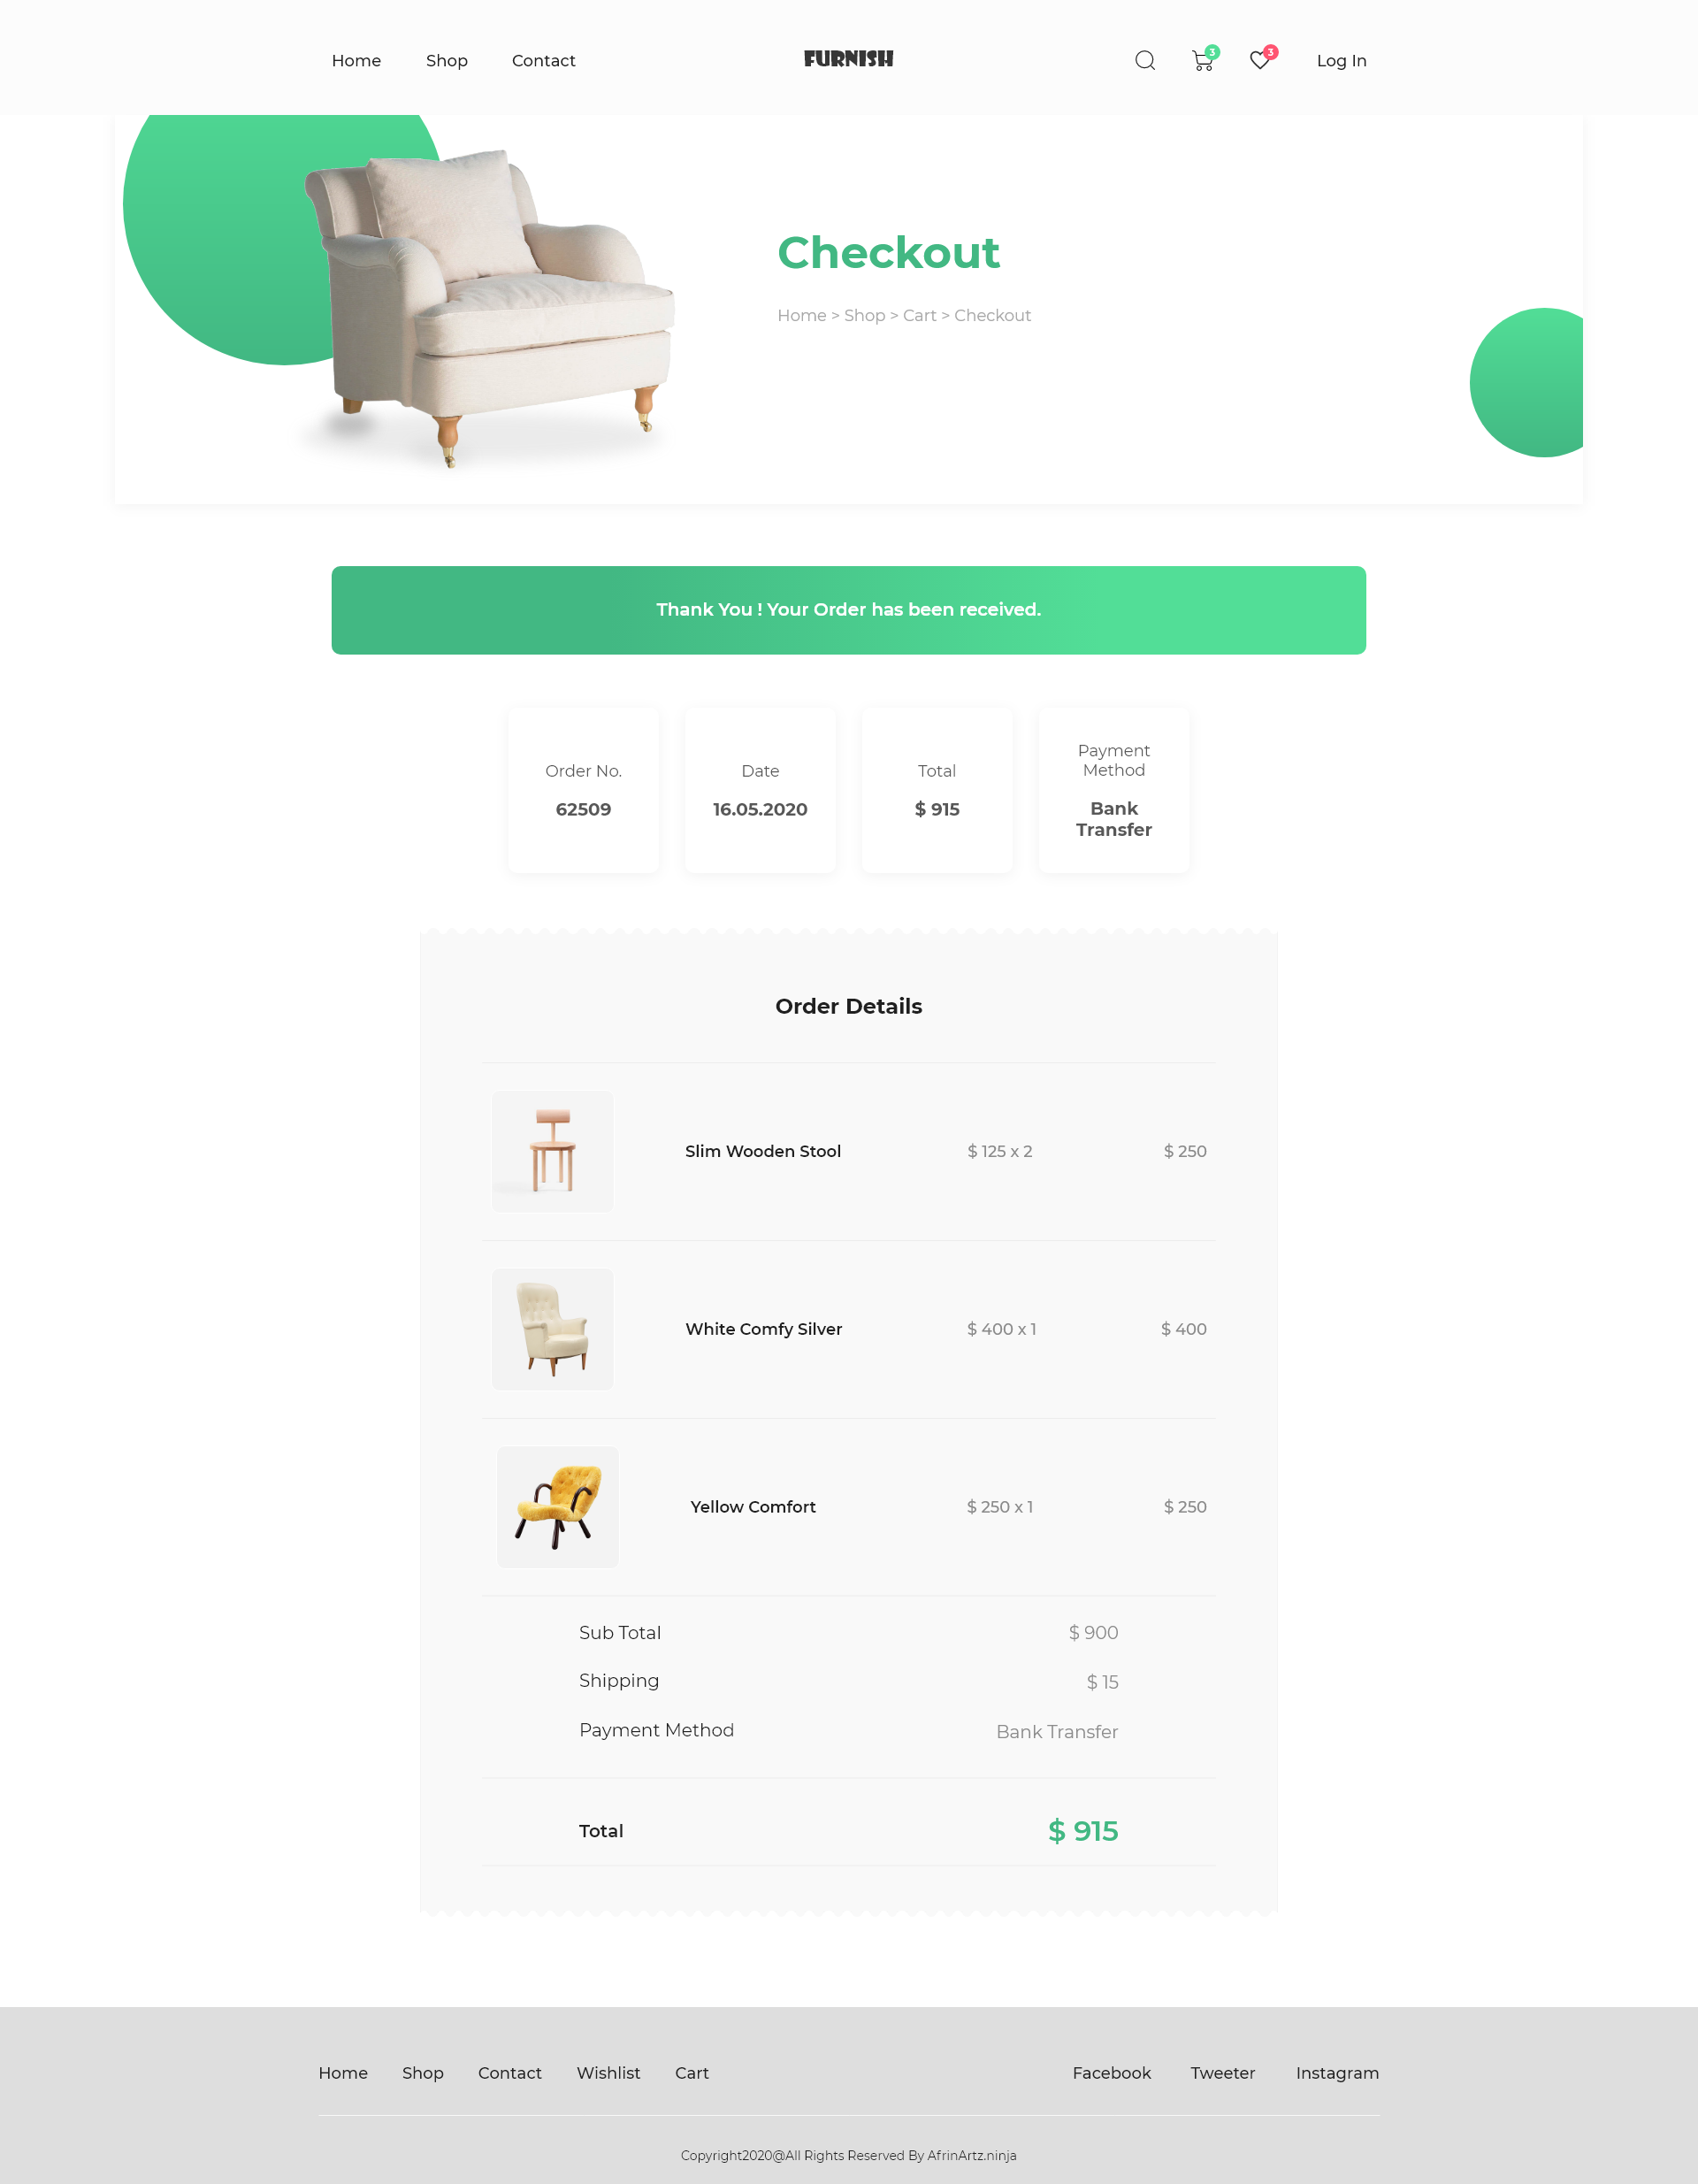 Home Shop Contact FURNISH 3 3 Log In
Checkout
Home > Shop > Cart > Checkout
Thank You ! Your Order has been received.
Order No.
62509
Date
16.05.2020
Total
$ 915
Payment
Method
Bank
Transfer
Order Details
Slim Wooden Stool $ 125 x 2 $ 250
White Comfy Silver $ 400 x 1 $ 400
Yellow Comfort $ 250 x 1 $ 250
Sub Total $ 900
Shipping $ 15
Payment Method Bank Transfer
Total $ 915
Home Shop Contact Wishlist Cart Facebook Tweeter Instagram
Copyright2020@All Rights Reserved By AfrinArtz.ninja